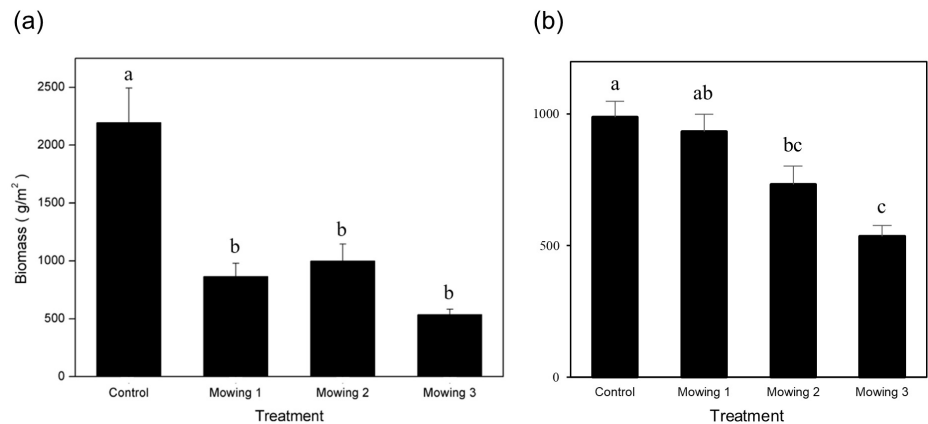 (a)
Biomass ( g/m² )
2500
2000
1500
1000
500
0
a
b
b
b
Control Mowing 1 Mowing 2 Mowing 3
Treatment
(b)
1000
500
0
a
ab
bc
c
Control Mowing 1 Mowing 2 Mowing 3
Treatment